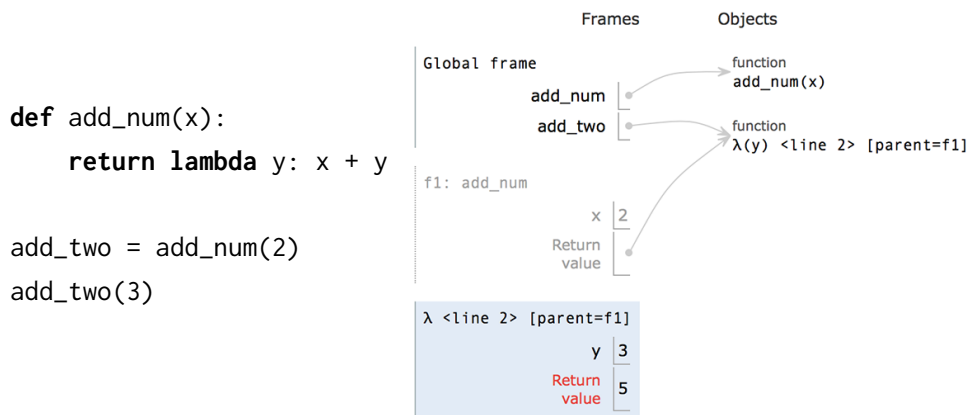 def add_num(x):
    return lambda y: x + y
add_two = add_num(2)
add_two(3)
Frames Objects
Global frame
add_num
add_two
function
add_num(x)
function
λ(y) <line 2> [parent=f1]
f1: add_num
x 2
Return
value
λ <line 2> [parent=f1]
y 3
Return
value 5